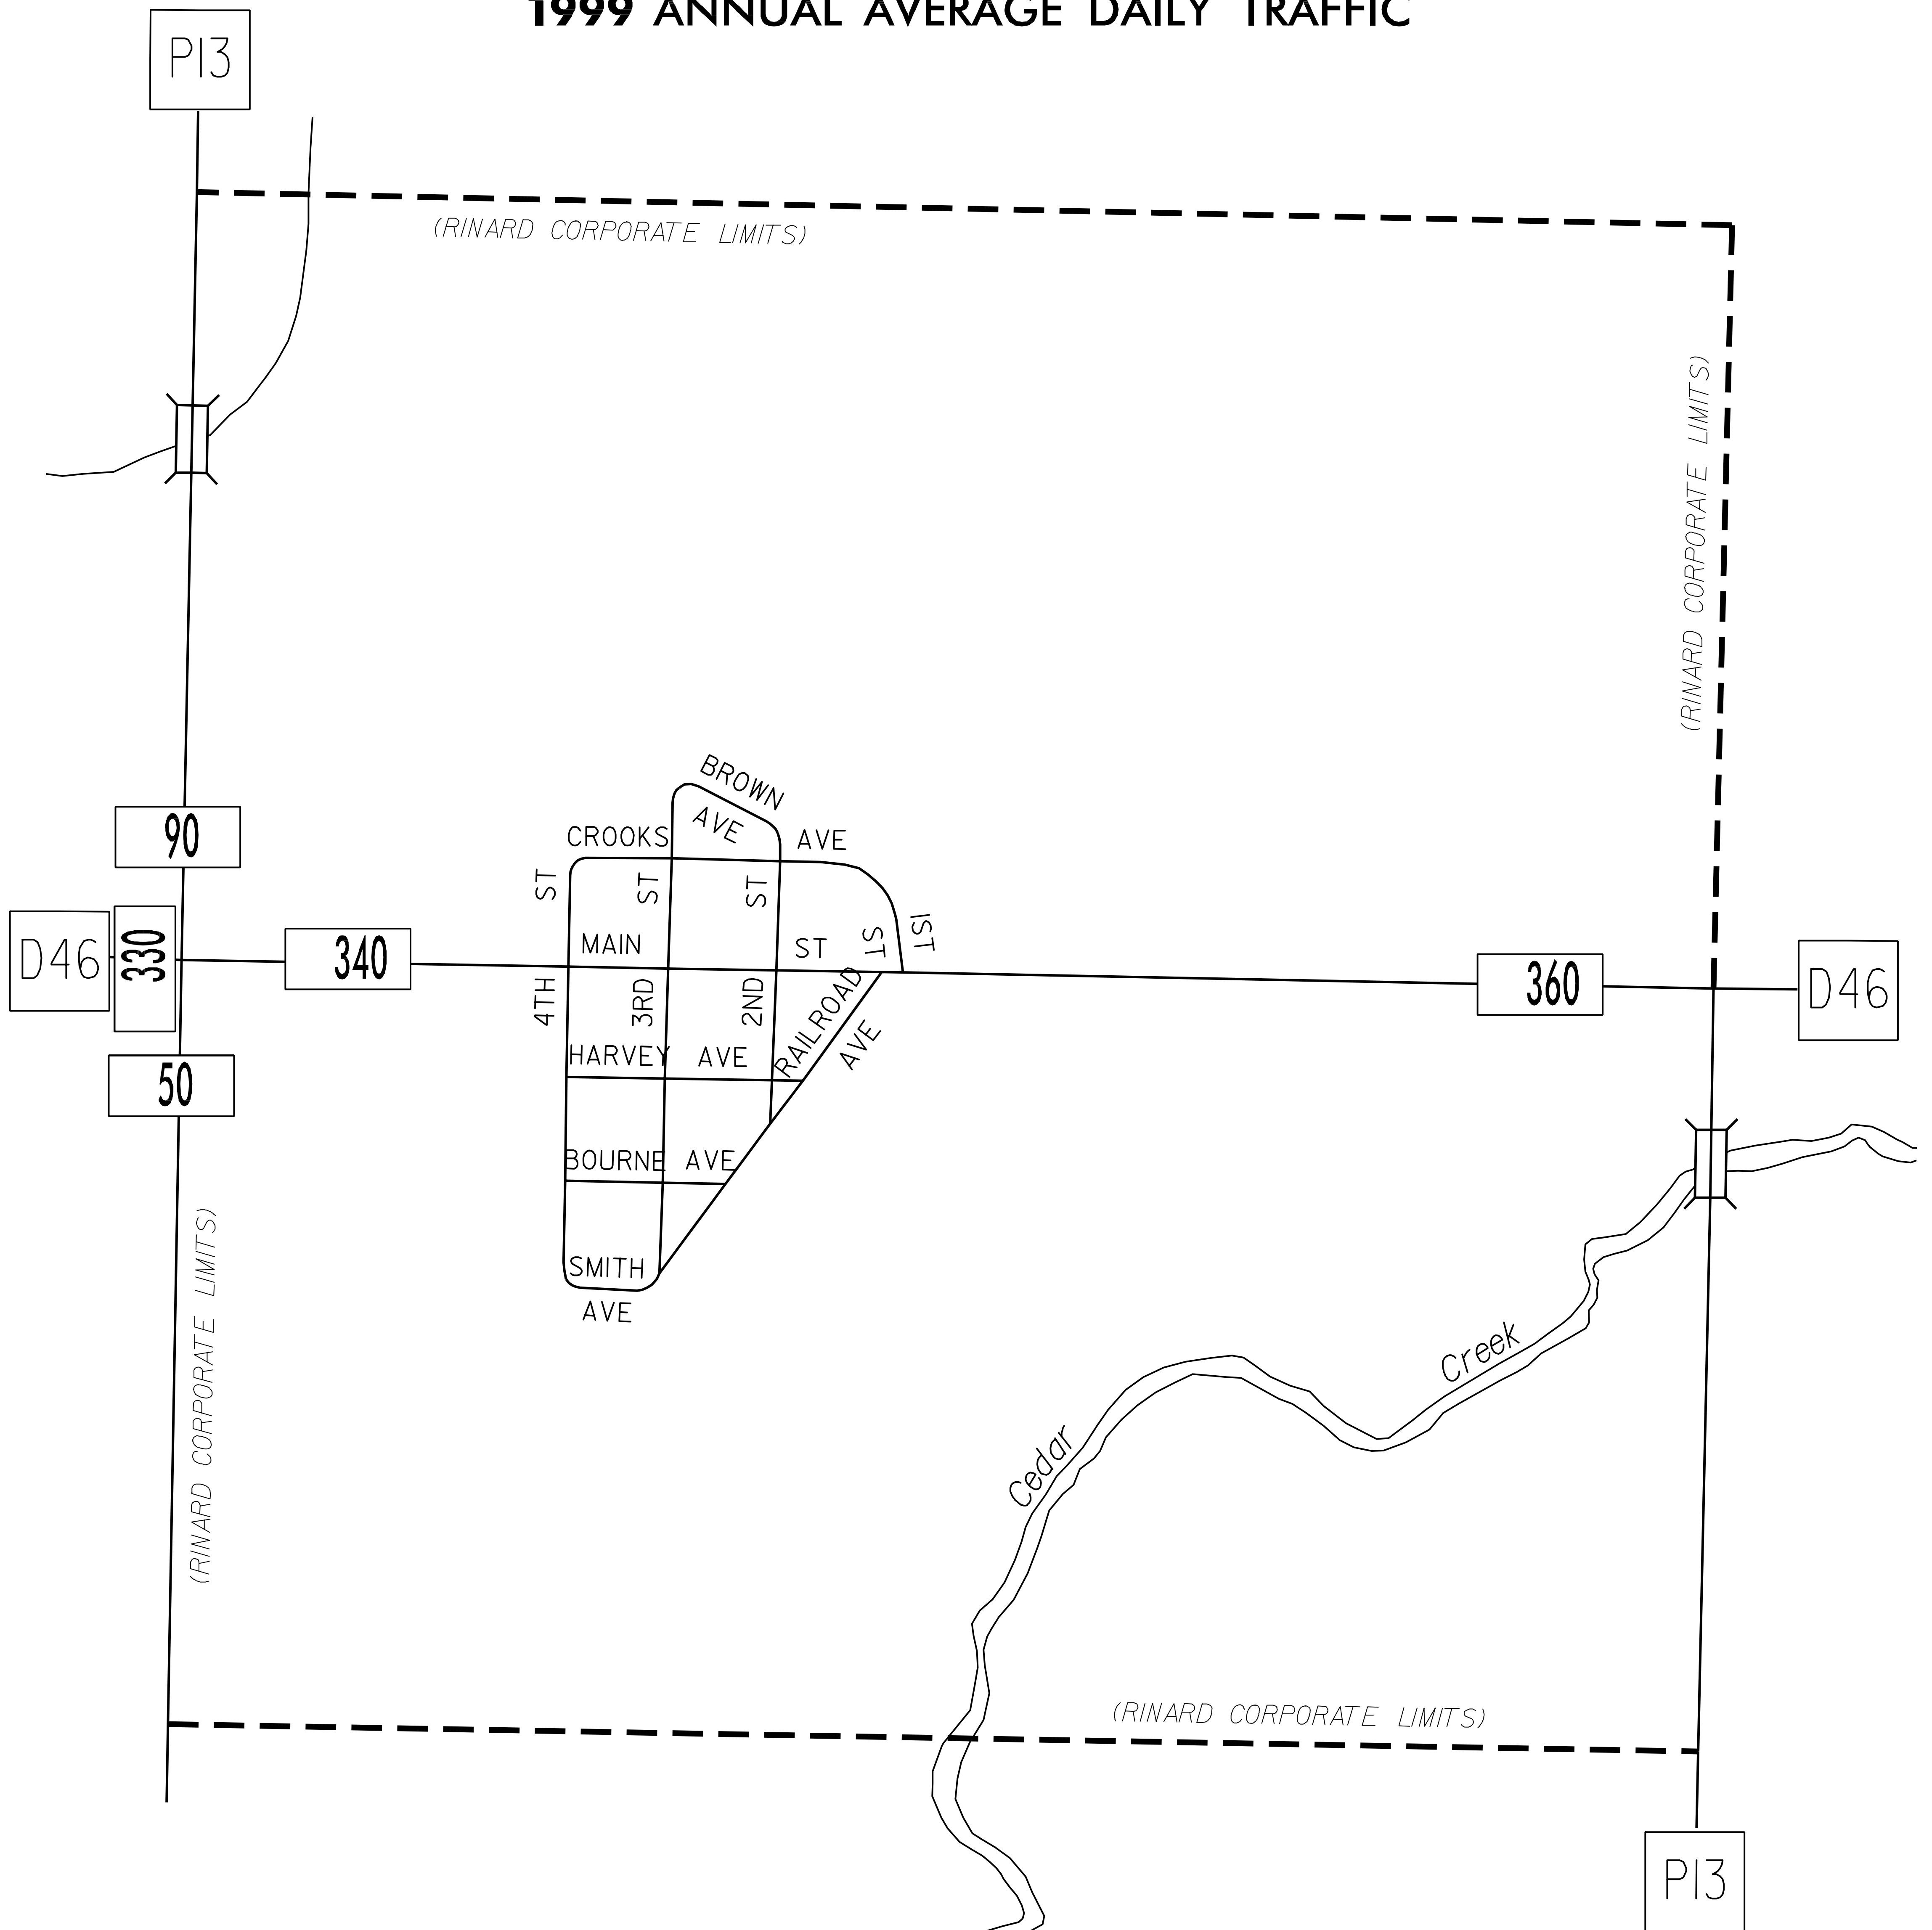 1999 ANNUAL AVERAGE DAILY TRAFFIC
P13
(RINARD CORPORATE LIMITS)
(RINARD CORPORATE LIMITS)
BROWN
AVE
CROOKS AVE
90
ST
ST
ST
ST
1ST
D46
330
340
MAIN ST
360
D46
4TH
3RD
2ND
RAILROAD
AVE
HARVEY AVE
50
BOURNE AVE
SMITH
AVE
(RINARD CORPORATE LIMITS)
Cedar Creek
(RINARD CORPORATE LIMITS)
P13